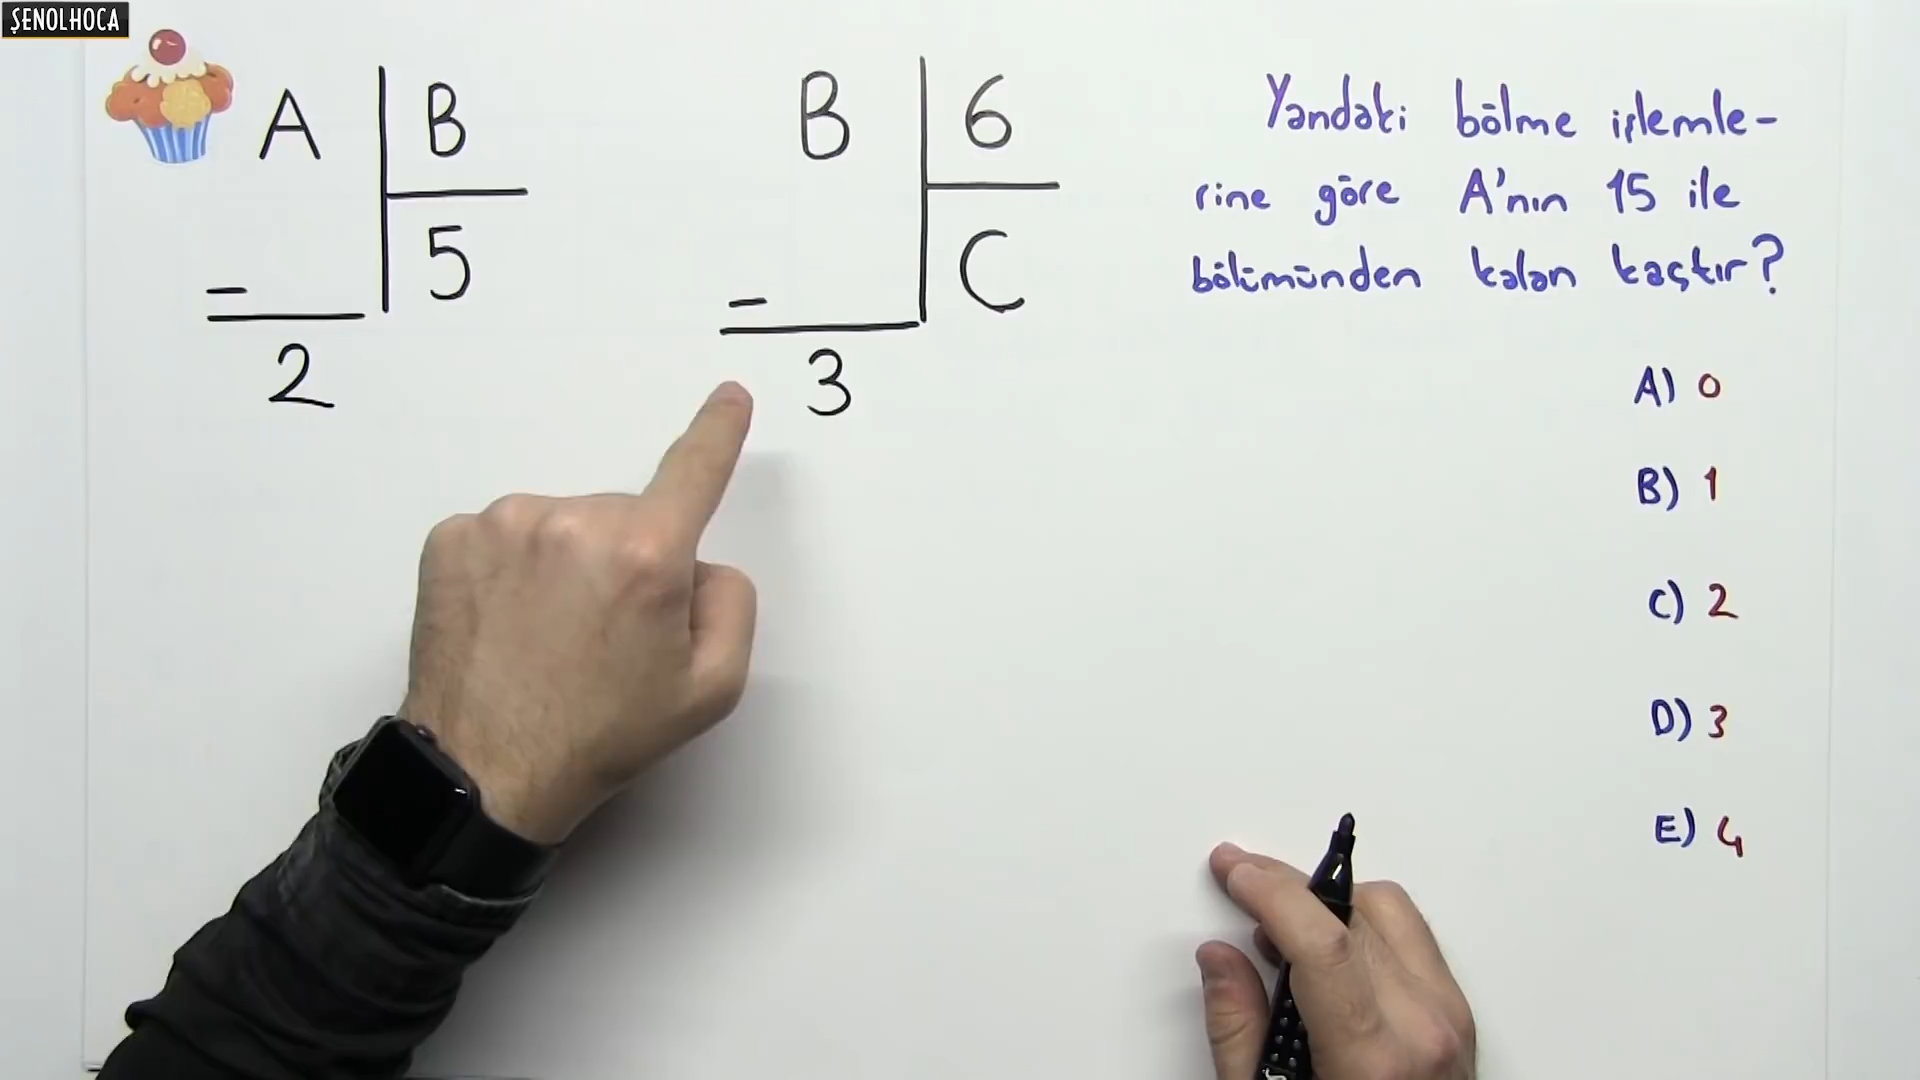 ŞENOLHOCA
A B
5
2
B 6
C
3
Yandaki bölme işlemle-
rine göre A'nın 15 ile
bölümünden kalan kaçtır?
A) 0
B) 1
C) 2
D) 3
E) 4